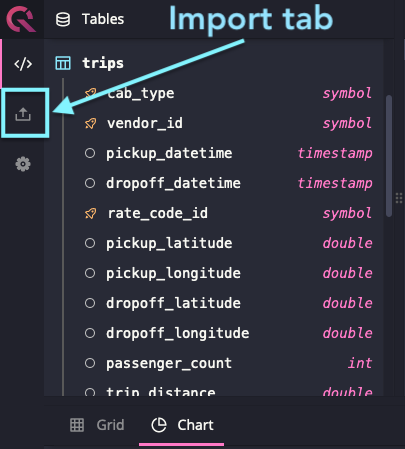 Import tab
Tables
trips
cab_type symbol
vendor_id symbol
pickup_datetime timestamp
dropoff_datetime timestamp
rate_code_id symbol
pickup_latitude double
pickup_longitude double
dropoff_latitude double
dropoff_longitude double
passenger_count int
trip_distance double
Grid Chart